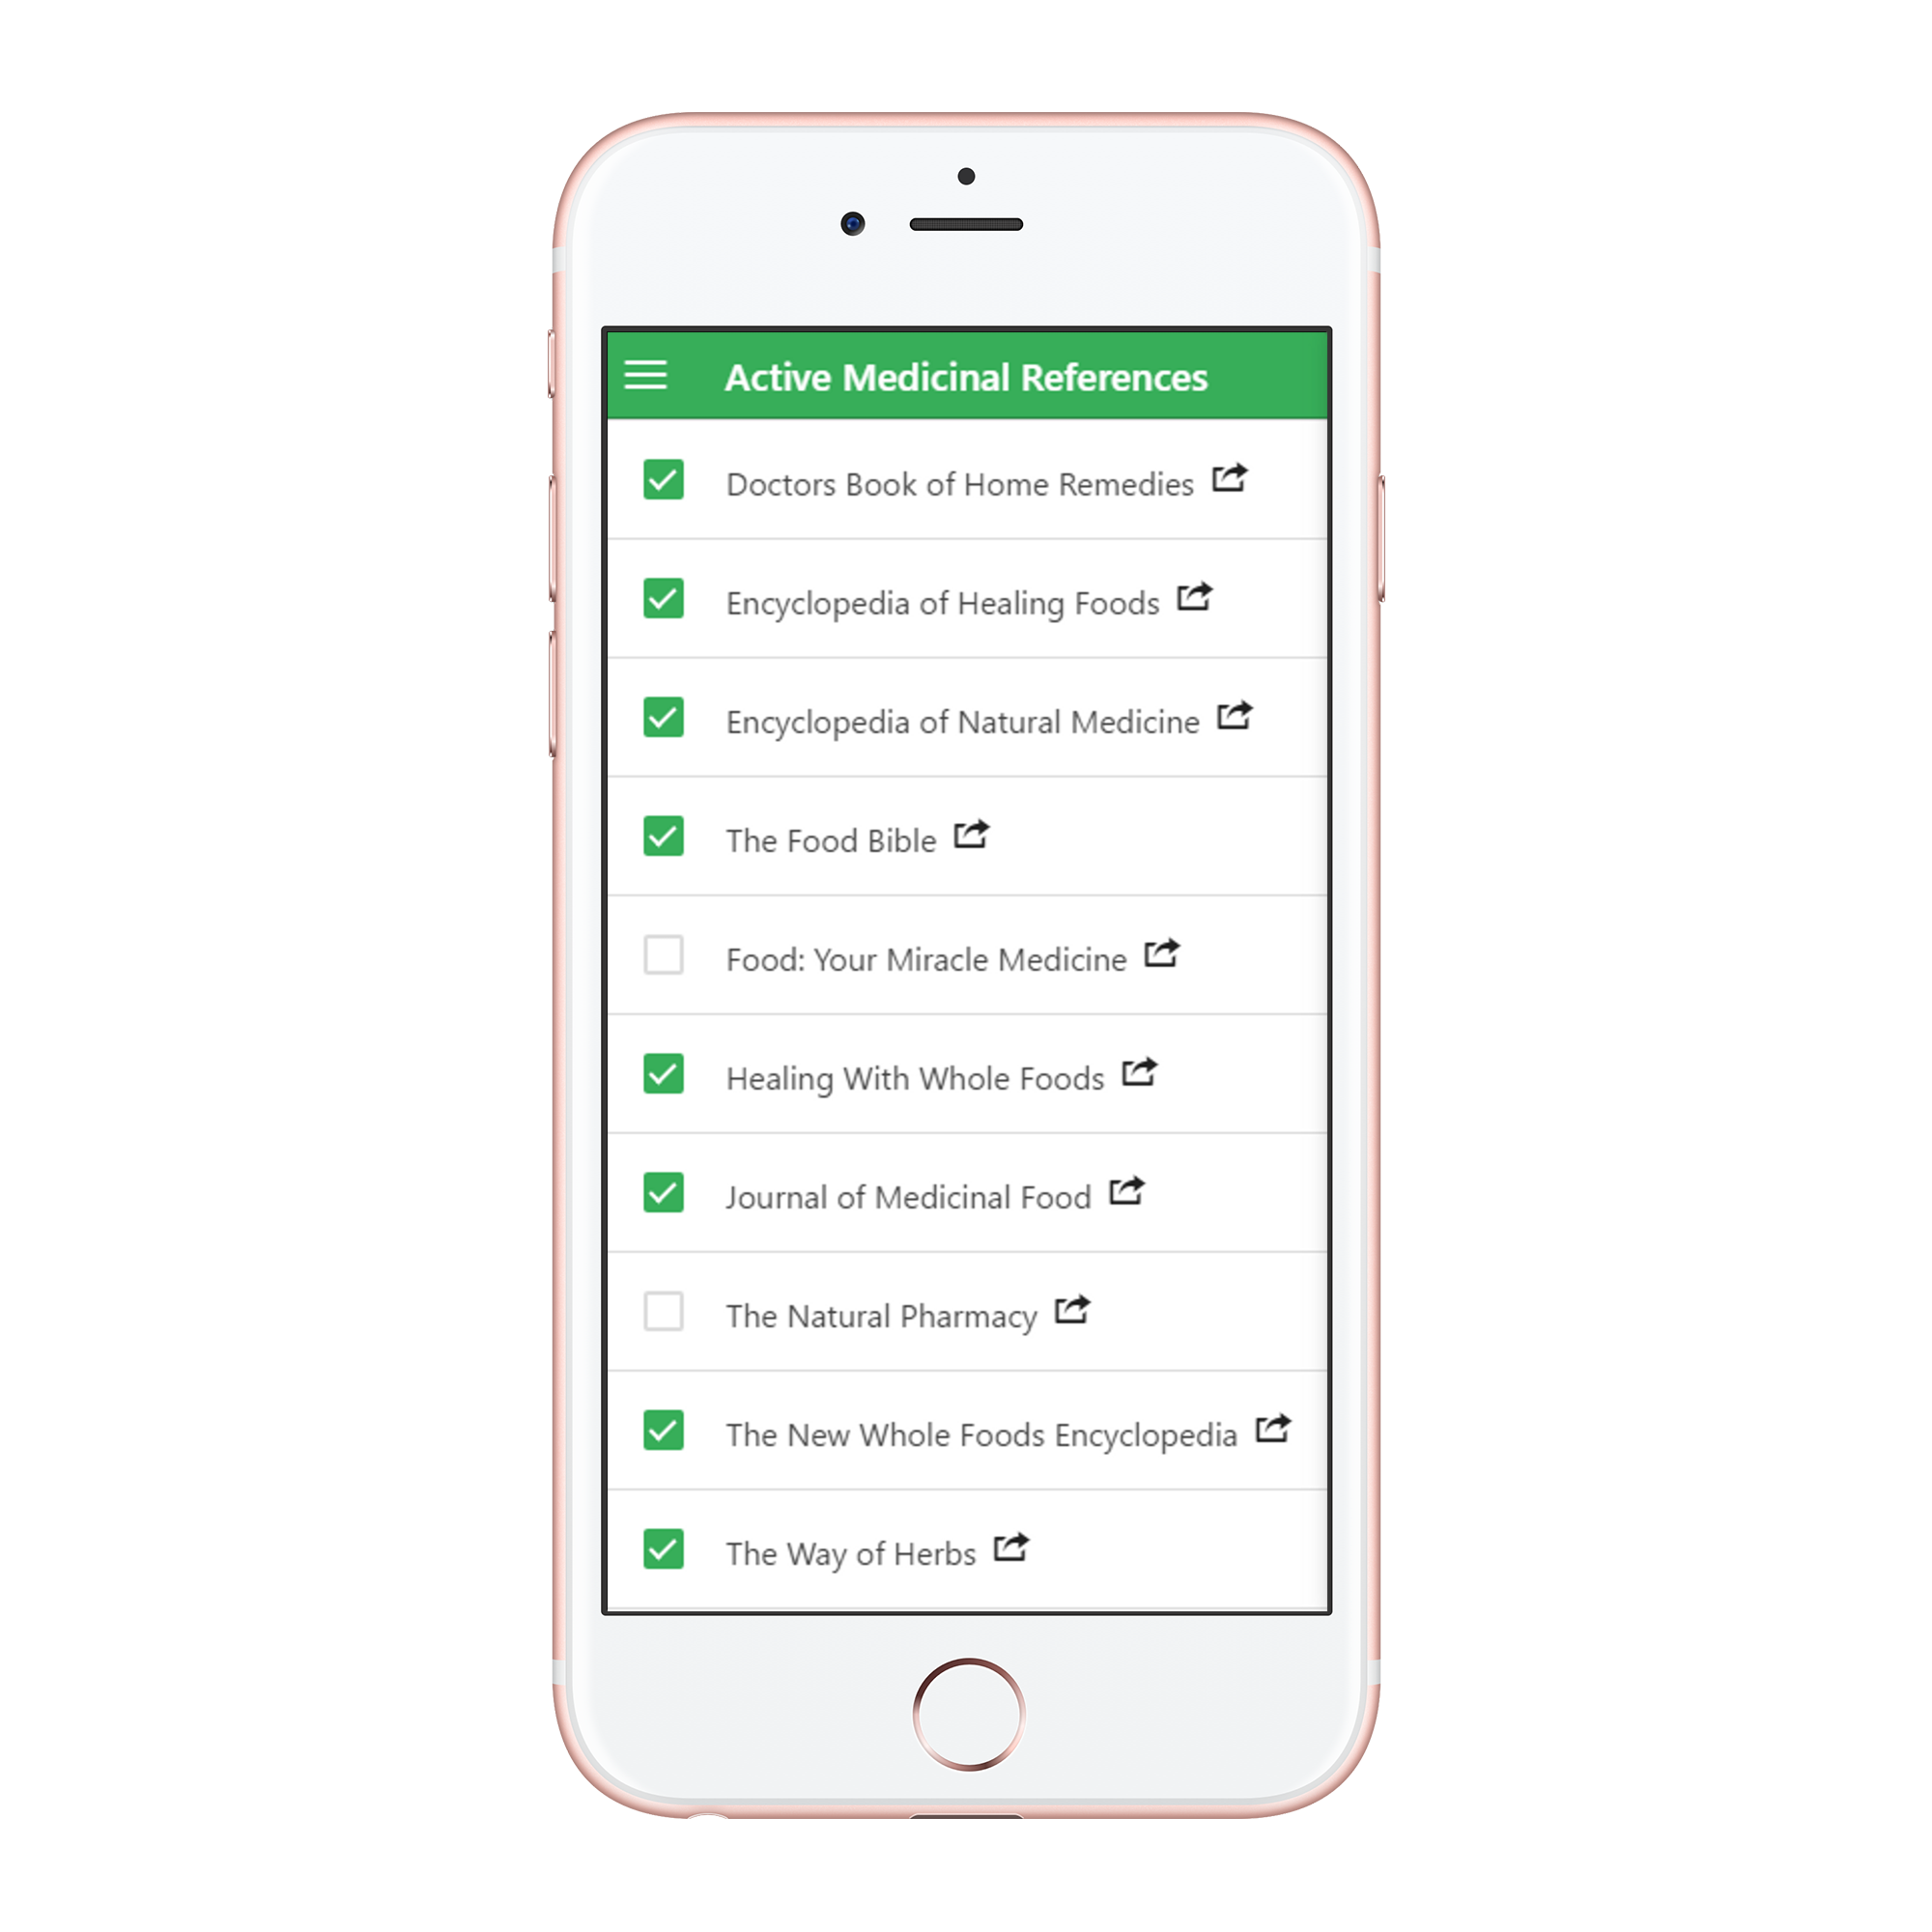 Active Medicinal References
Doctors Book of Home Remedies
Encyclopedia of Healing Foods
Encyclopedia of Natural Medicine
The Food Bible
Food: Your Miracle Medicine
Healing With Whole Foods
Journal of Medicinal Food
The Natural Pharmacy
The New Whole Foods Encyclopedia
The Way of Herbs